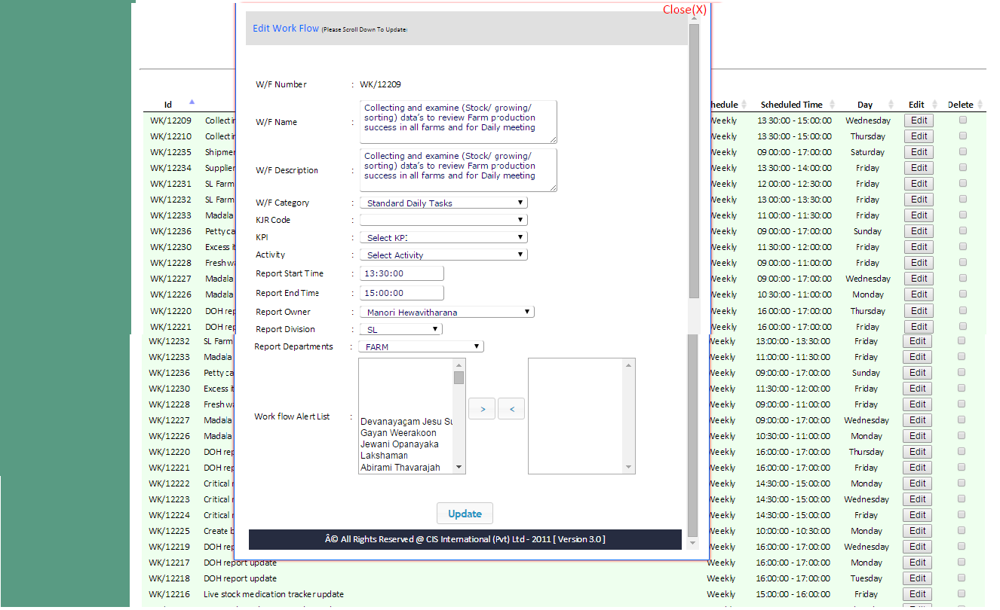 Close(X)
Edit Work Flow (Please Scroll Down To Update)
W/F Number : WK/12209
W/F Name : Collecting and examine (Stock/ growing/
sorting) data's to review Farm production
success in all farms and for Daily meeting
W/F Description : Collecting and examine (Stock/ growing/
sorting) data's to review Farm production
success in all farms and for Daily meeting
W/F Category : Standard Daily Tasks
KJR Code :
KPI : Select KPI
Activity : Select Activity
Report Start Time : 13:30:00
Report End Time : 15:00:00
Report Owner : Manori Hewavitharana
Report Division : SL
Report Departments : FARM
Work flow Alert List :
Devanayagam Jesu Su
Gayan Weerakoon
Jewani Opanayaka
Lakshaman
Abirami Thavarajah
> <
Update
Â© All Rights Reserved @ CIS International (Pvt) Ltd - 2011 [ Version 3.0 ]
Id hedule Scheduled Time Day Edit Delete
WK/12209 Collectin Weekly 13:30:00 - 15:00:00 Wednesday Edit
WK/12210 Collectin Weekly 13:30:00 - 15:00:00 Thursday Edit
WK/12235 Shipmer Weekly 09:00:00 - 17:00:00 Saturday Edit
WK/12234 Supplier Weekly 13:30:00 - 14:00:00 Friday Edit
WK/12231 SL Farm Weekly 12:00:00 - 12:30:00 Friday Edit
WK/12232 SL Farm Weekly 13:00:00 - 13:30:00 Friday Edit
WK/12233 Madala Weekly 11:00:00 - 11:30:00 Friday Edit
WK/12236 Petty ca Weekly 09:00:00 - 17:00:00 Sunday Edit
WK/12230 Excess it Weekly 11:30:00 - 12:00:00 Friday Edit
WK/12228 Fresh wa Weekly 09:00:00 - 11:00:00 Friday Edit
WK/12227 Madala Weekly 09:00:00 - 17:00:00 Wednesday Edit
WK/12226 Madala Weekly 10:30:00 - 11:00:00 Monday Edit
WK/12220 DOH rep Weekly 16:00:00 - 17:00:00 Thursday Edit
WK/12221 DOH rep Weekly 16:00:00 - 17:00:00 Friday Edit
WK/12232 SL Farm Weekly 13:00:00 - 13:30:00 Friday Edit
WK/12233 Madala Weekly 11:00:00 - 11:30:00 Friday Edit
WK/12236 Petty ca Weekly 09:00:00 - 17:00:00 Sunday Edit
WK/12230 Excess it Weekly 11:30:00 - 12:00:00 Friday Edit
WK/12228 Fresh wa Weekly 09:00:00 - 11:00:00 Friday Edit
WK/12227 Madala Weekly 09:00:00 - 17:00:00 Wednesday Edit
WK/12226 Madala Weekly 10:30:00 - 11:00:00 Monday Edit
WK/12220 DOH rep Weekly 16:00:00 - 17:00:00 Thursday Edit
WK/12221 DOH rep Weekly 16:00:00 - 17:00:00 Friday Edit
WK/12222 Critical r Weekly 14:30:00 - 15:00:00 Monday Edit
WK/12223 Critical r Weekly 14:30:00 - 15:00:00 Wednesday Edit
WK/12224 Critical r Weekly 14:30:00 - 15:00:00 Friday Edit
WK/12225 Create b Weekly 10:00:00 - 10:30:00 Monday Edit
WK/12219 DOH rep Weekly 16:00:00 - 17:00:00 Wednesday Edit
WK/12217 DOH report update Weekly 16:00:00 - 17:00:00 Monday Edit
WK/12218 DOH report update Weekly 16:00:00 - 17:00:00 Tuesday Edit
WK/12216 Live stock medication tracker update Weekly 15:00:00 - 16:00:00 Friday Edit